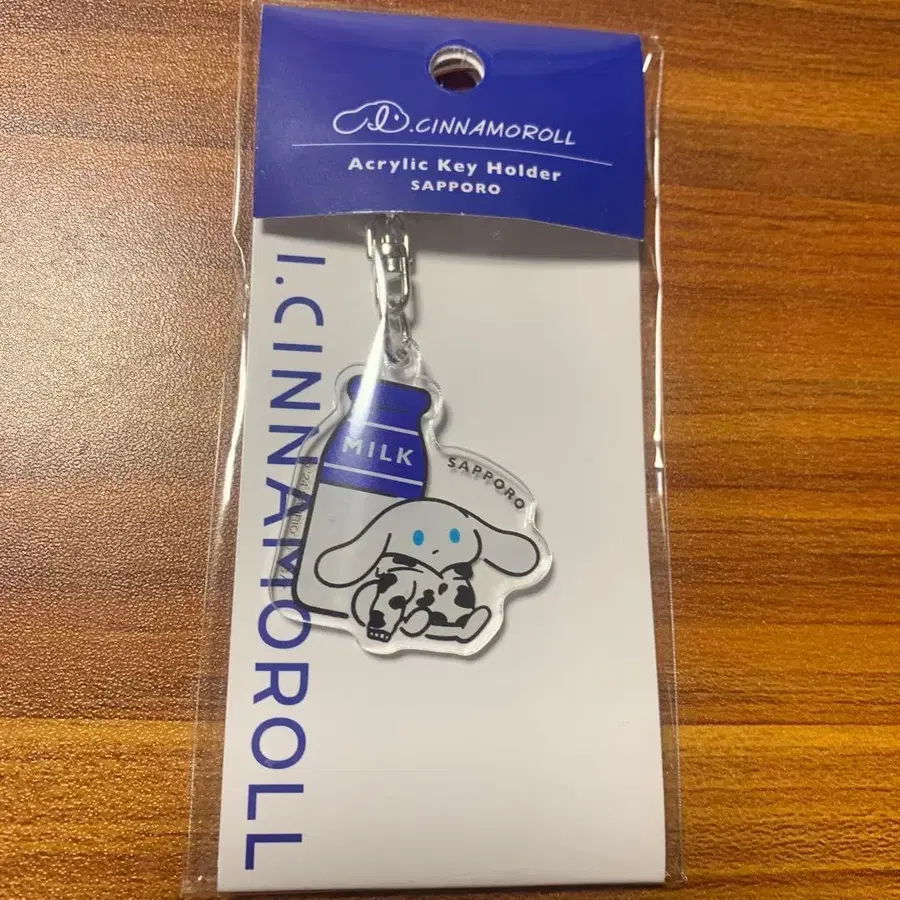 I.CINNAMOROLL
Acrylic Key Holder
SAPPORO
I.CINNAMOROLL
MILK
SAPPORO